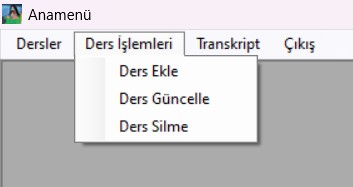 Anamenü
Dersler Ders İşlemleri Transkript Çıkış
Ders Ekle
Ders Güncelle
Ders Silme